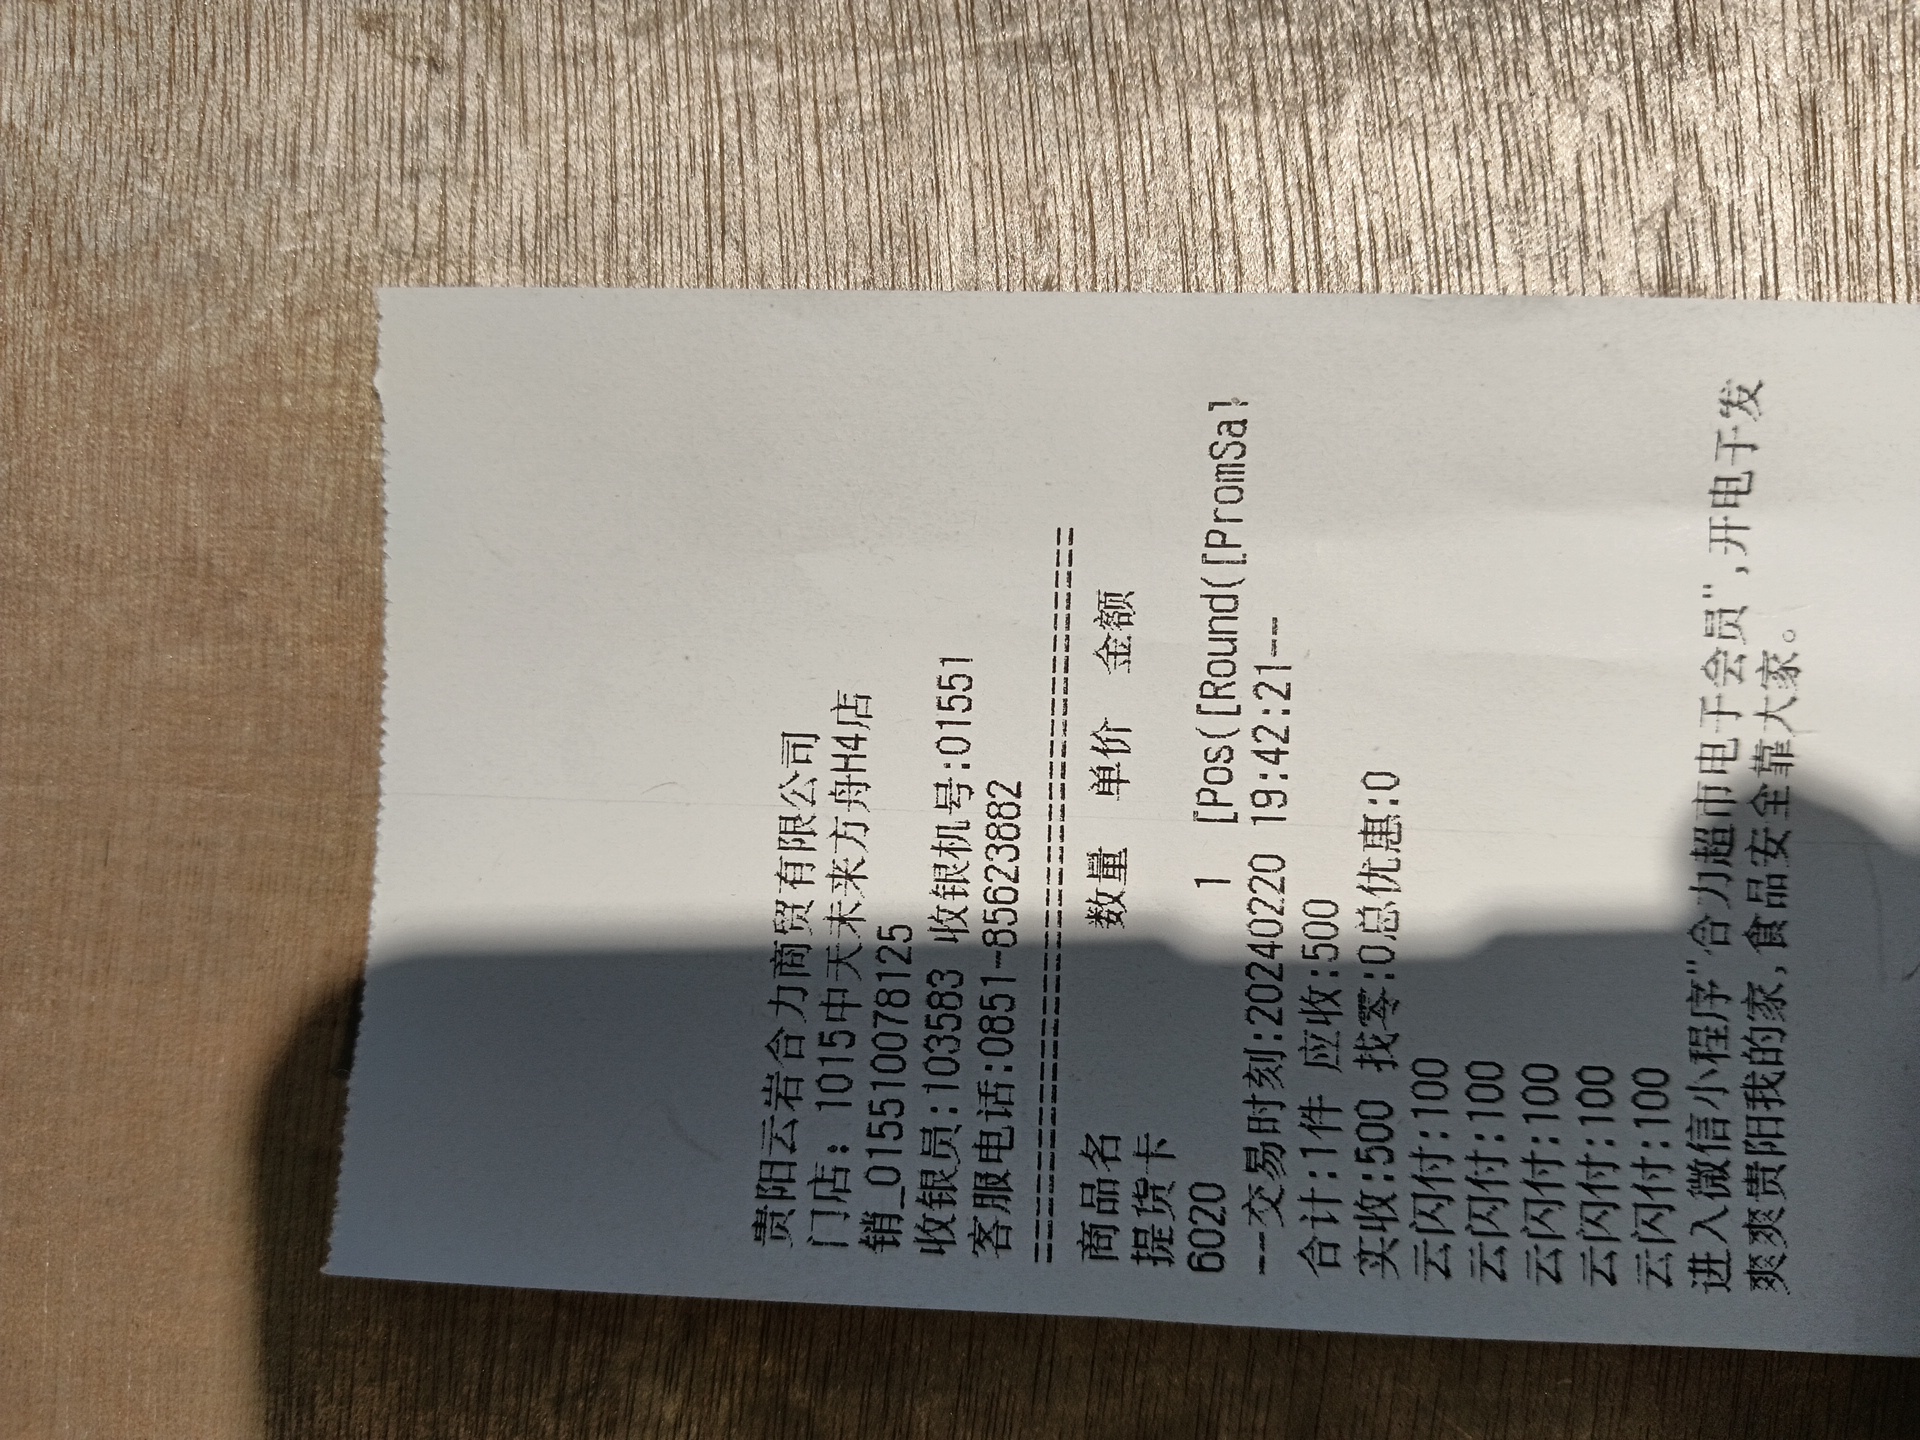 贵阳云岩合力商贸有限公司
门店: 1015中天未来方舟H4店
销_01551007​8125
收银员:103583 收银机号:01551
客服电话:0851-85623882
==========================================
商品名 数量 单价 金额
提货卡
6020 1 [Pos([Round([PromSal
--交易时刻:20240220 19:42:21--
合计:1件 应收:500
实收:500 找零:0总优惠:0
云闪付:100
云闪付:100
云闪付:100
云闪付:100
云闪付:100
进入微信小程序"合力超市电子会员",开电子发
爽爽贵阳我的家,食品安全靠大家。